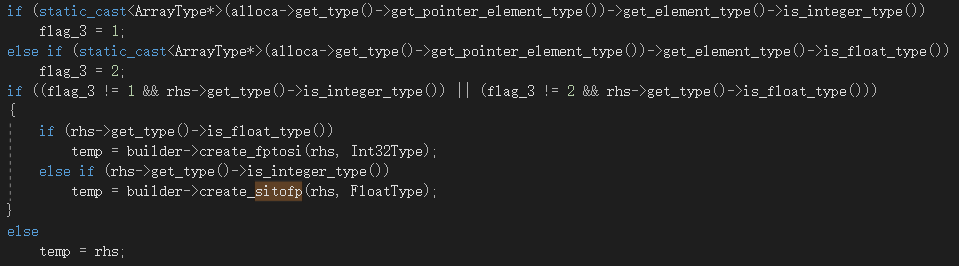 if (static_cast<ArrayType*>(alloca->get_type()->get_pointer_element_type())->get_element_type()->is_integer_type())
    flag_3 = 1;
else if (static_cast<ArrayType*>(alloca->get_type()->get_pointer_element_type())->get_element_type()->is_float_type())
    flag_3 = 2;
if ((flag_3 != 1 && rhs->get_type()->is_integer_type()) || (flag_3 != 2 && rhs->get_type()->is_float_type()))
{
    if (rhs->get_type()->is_float_type())
        temp = builder->create_fptosi(rhs, Int32Type);
    else if (rhs->get_type()->is_integer_type())
        temp = builder->create_sitofp(rhs, FloatType);
}
else
    temp = rhs;